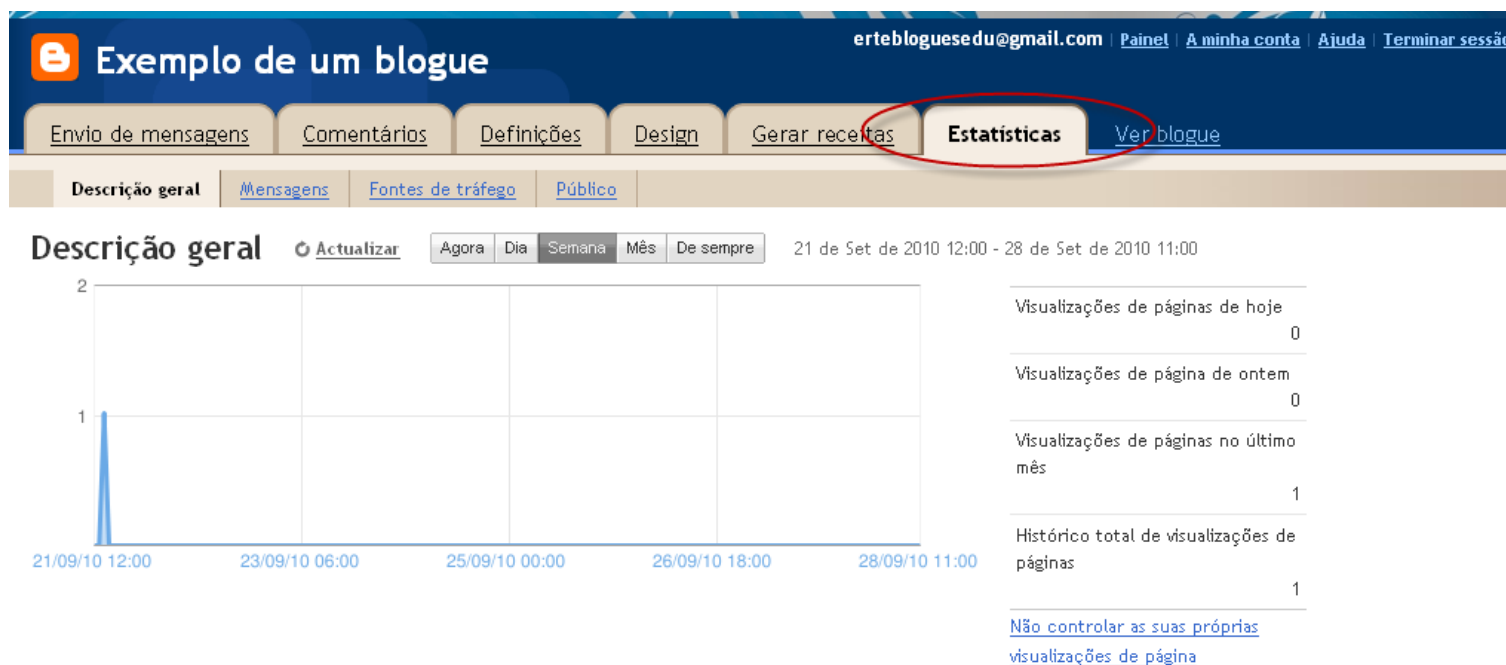 ertebloguesedu@gmail.com | Painel | A minha conta | Ajuda | Terminar sessão
Exemplo de um blogue
Envio de mensagens Comentários Definições Design Gerar receitas Estatísticas Ver blogue
Descrição geral Mensagens Fontes de tráfego Público
Descrição geral Actualizar Agora Dia Semana Mês De sempre 21 de Set de 2010 12:00 - 28 de Set de 2010 11:00
2
1
21/09/10 12:00 23/09/10 06:00 25/09/10 00:00 26/09/10 18:00 28/09/10 11:00
Visualizações de páginas de hoje
0
Visualizações de página de ontem
0
Visualizações de páginas no último
mês
1
Histórico total de visualizações de
páginas
1
Não controlar as suas próprias
visualizações de página